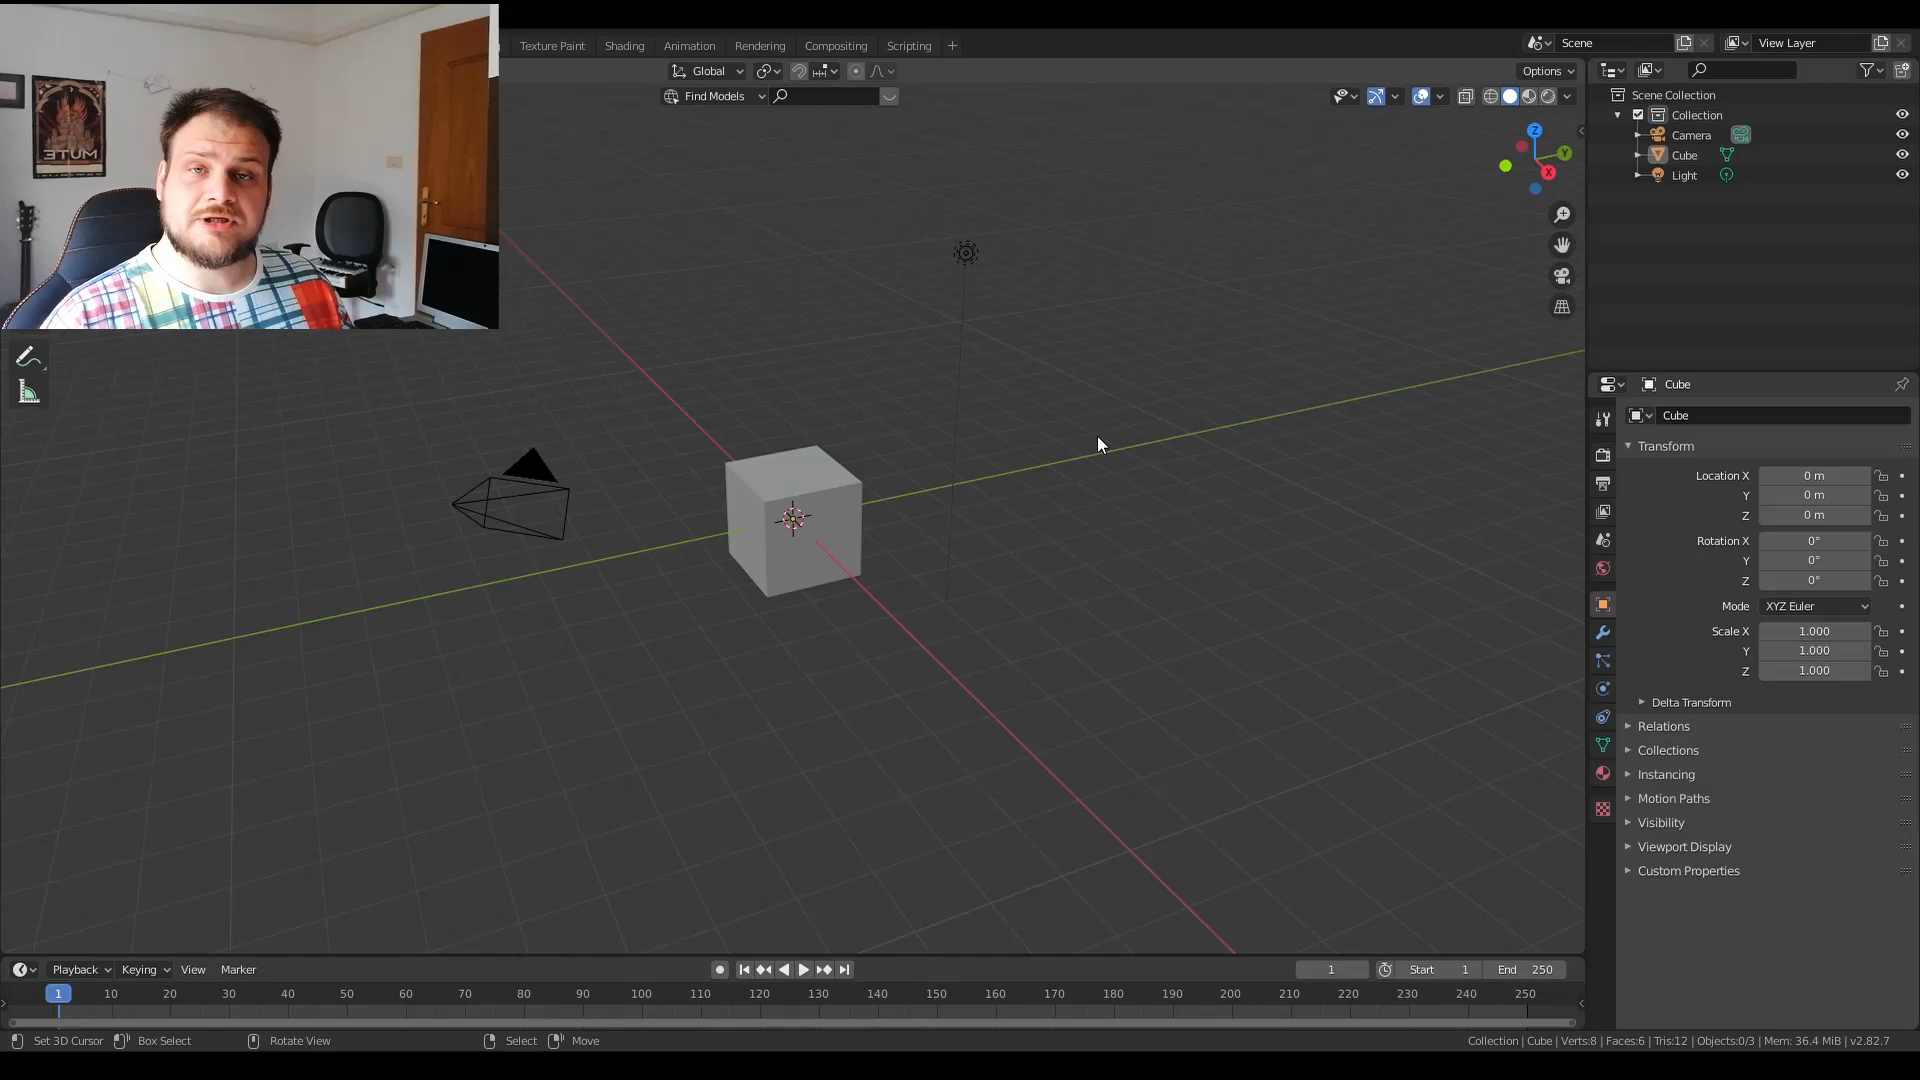 Texture Paint Shading Animation Rendering Compositing Scripting +
Scene
View Layer
Global
Options
Find Models
Scene Collection
Collection
Camera
Cube
Light
Z
Y
X
ƎTUM
Cube
Cube
Transform
Location X 0 m
Y 0 m
Z 0 m
Rotation X 0°
Y 0°
Z 0°
Mode XYZ Euler
Scale X 1.000
Y 1.000
Z 1.000
Delta Transform
Relations
Collections
Instancing
Motion Paths
Visibility
Viewport Display
Custom Properties
Playback Keying View Marker
1 Start 1 End 250
1 10 20 30 40 50 60 70 80 90 100 110 120 130 140 150 160 170 180 190 200 210 220 230 240 250
Set 3D Cursor Box Select Rotate View Select Move
Collection | Cube | Verts:8 | Faces:6 | Tris:12 | Objects:0/3 | Mem: 36.4 MiB | v2.82.7